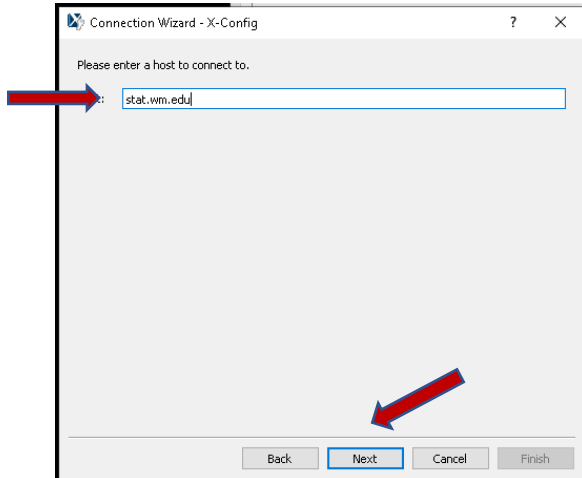 Connection Wizard - X-Config ? X
Please enter a host to connect to.
: stat.wm.edu
Back Next Cancel Finish